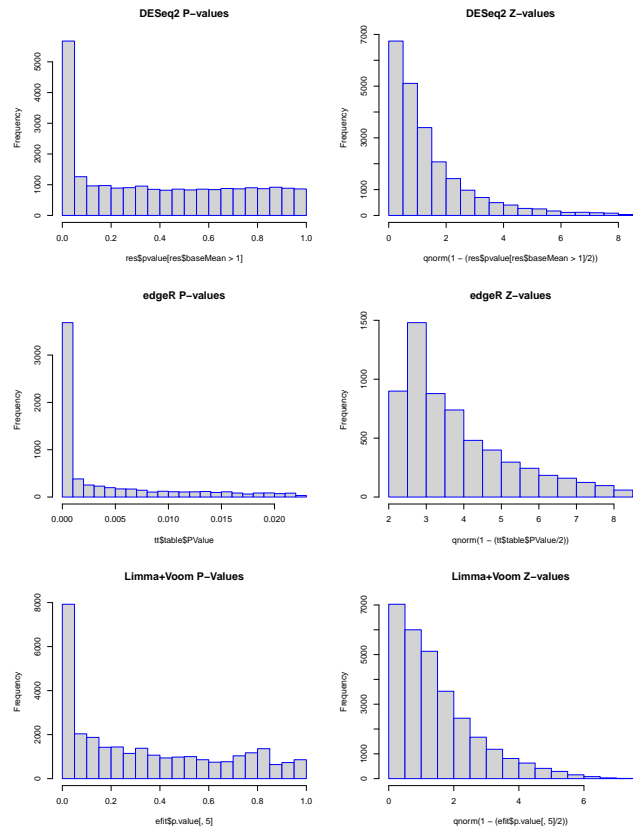 DESeq2 P-values
Frequency
0 1000 3000 5000
0.0 0.2 0.4 0.6 0.8 1.0
res$pvalue[res$baseMean > 1]
DESeq2 Z-values
Frequency
0 1000 3000 5000 7000
0 2 4 6 8
qnorm(1 − (res$pvalue[res$baseMean > 1]/2))
edgeR P-values
Frequency
0 1000 2000 3000
0.000 0.005 0.010 0.015 0.020
tt$table$PValue
edgeR Z-values
Frequency
0 500 1000 1500
2 3 4 5 6 7 8
qnorm(1 − (tt$table$PValue/2))
Limma+Voom P-Values
Frequency
0 2000 4000 6000 8000
0.0 0.2 0.4 0.6 0.8 1.0
efit$p.value[, 5]
Limma+Voom Z-values
Frequency
0 1000 3000 5000 7000
0 2 4 6
qnorm(1 − (efit$p.value[, 5]/2))